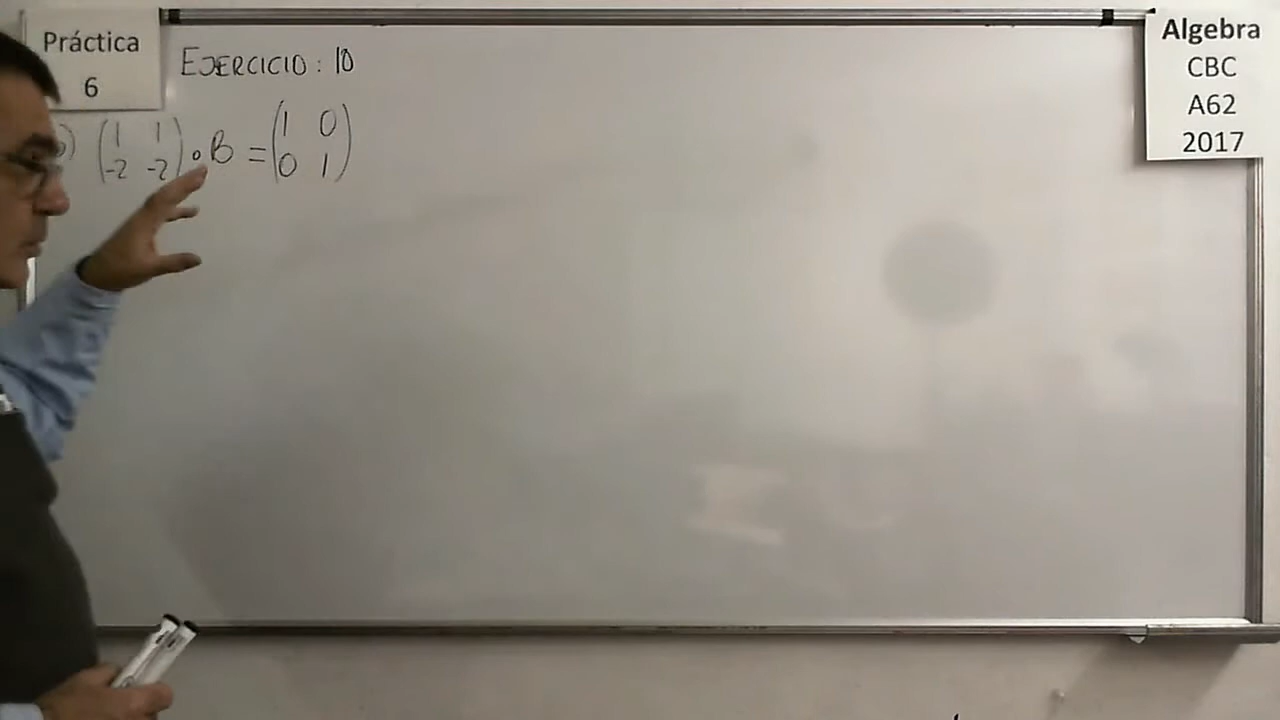 Práctica
6
EJERCICIO: 10
) (1 1
-2 -2) ∘ B = (1 0
0 1)
Algebra
CBC
A62
2017